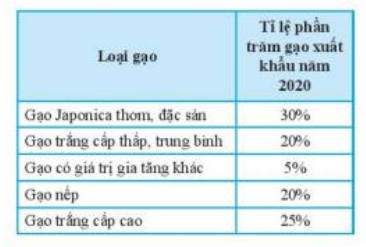 Loại gạo
Tỉ lệ phần
trăm gạo xuất
khẩu năm
2020
Gạo Japonica thơm, đặc sản
30%
Gạo trắng cấp thấp, trung bình
20%
Gạo có giá trị gia tăng khác
5%
Gạo nếp
20%
Gạo trắng cấp cao
25%